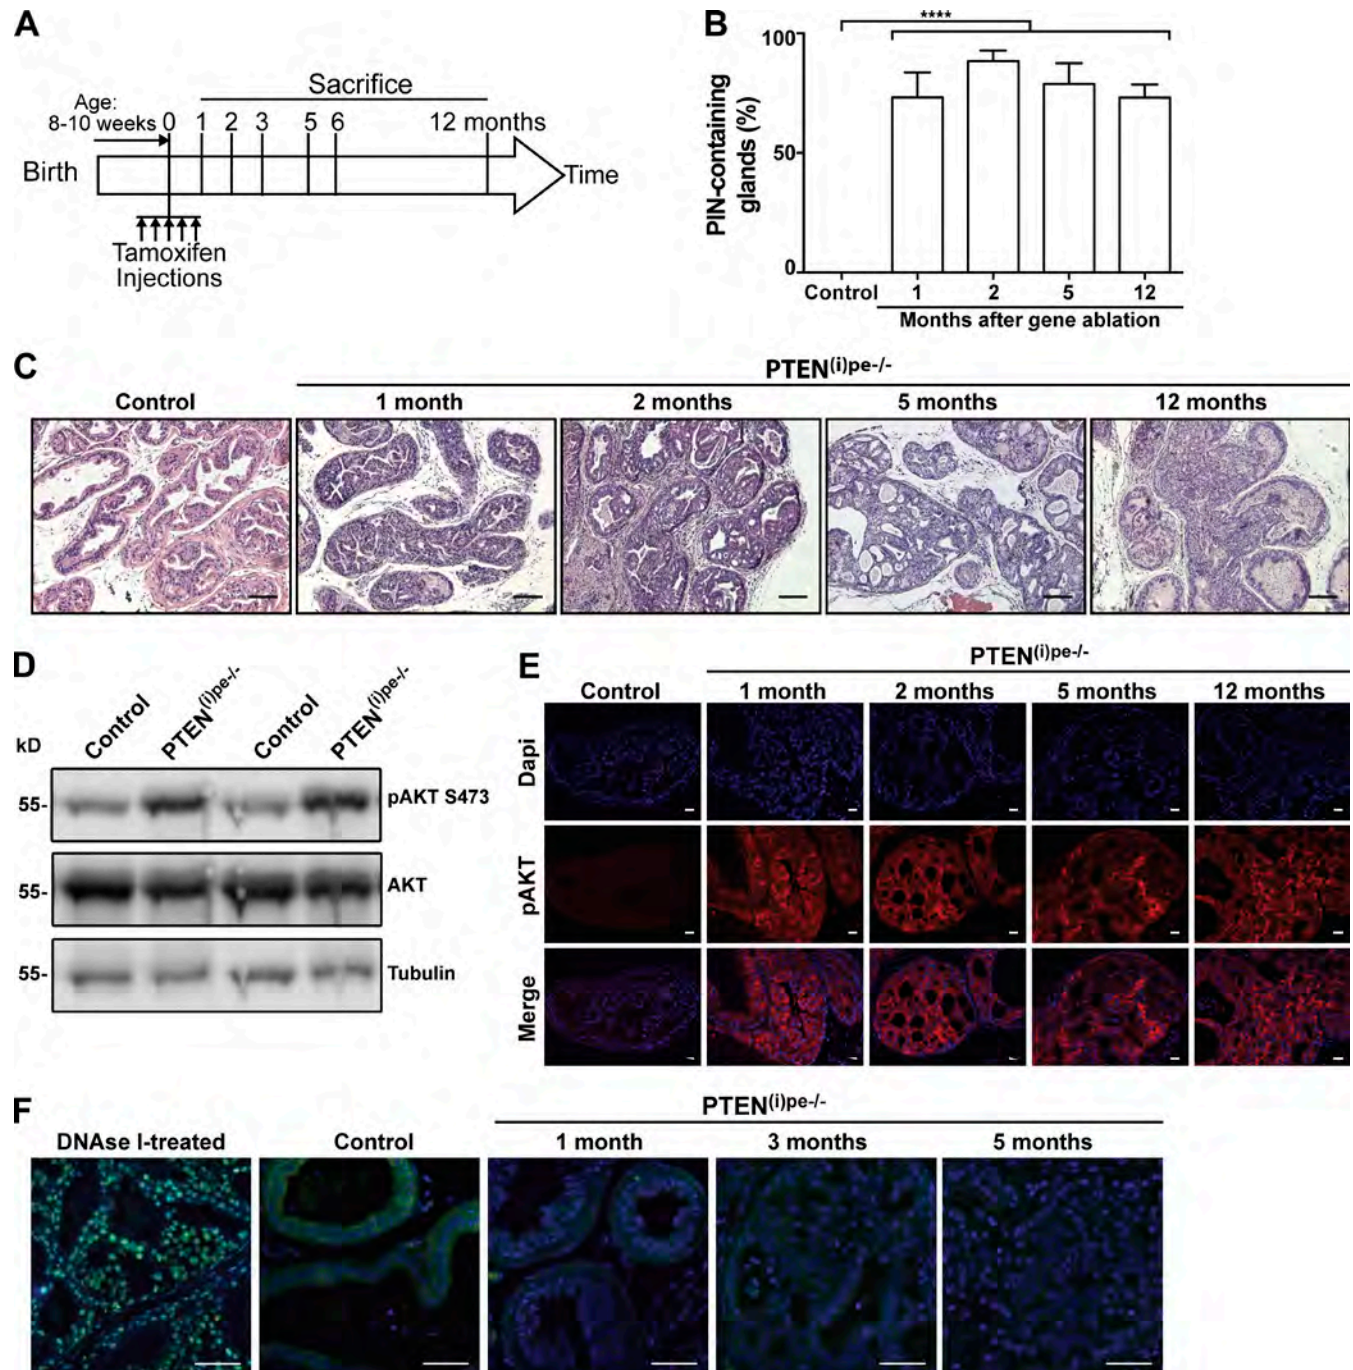 A
Sacrifice
Age:
8-10 weeks
0 1 2 3 5 6 12 months
Birth
Time
Tamoxifen
Injections
B
****
100
50
0
PIN-containing
glands (%)
Control 1 2 5 12
Months after gene ablation
C
PTEN(i)pe-/-
Control 1 month 2 months 5 months 12 months
D
Control PTEN(i)pe-/- Control PTEN(i)pe-/-
kD
55- pAKT S473
55- AKT
55- Tubulin
E
PTEN(i)pe-/-
Control 1 month 2 months 5 months 12 months
Dapi
pAKT
Merge
F
PTEN(i)pe-/-
DNAse I-treated Control 1 month 3 months 5 months